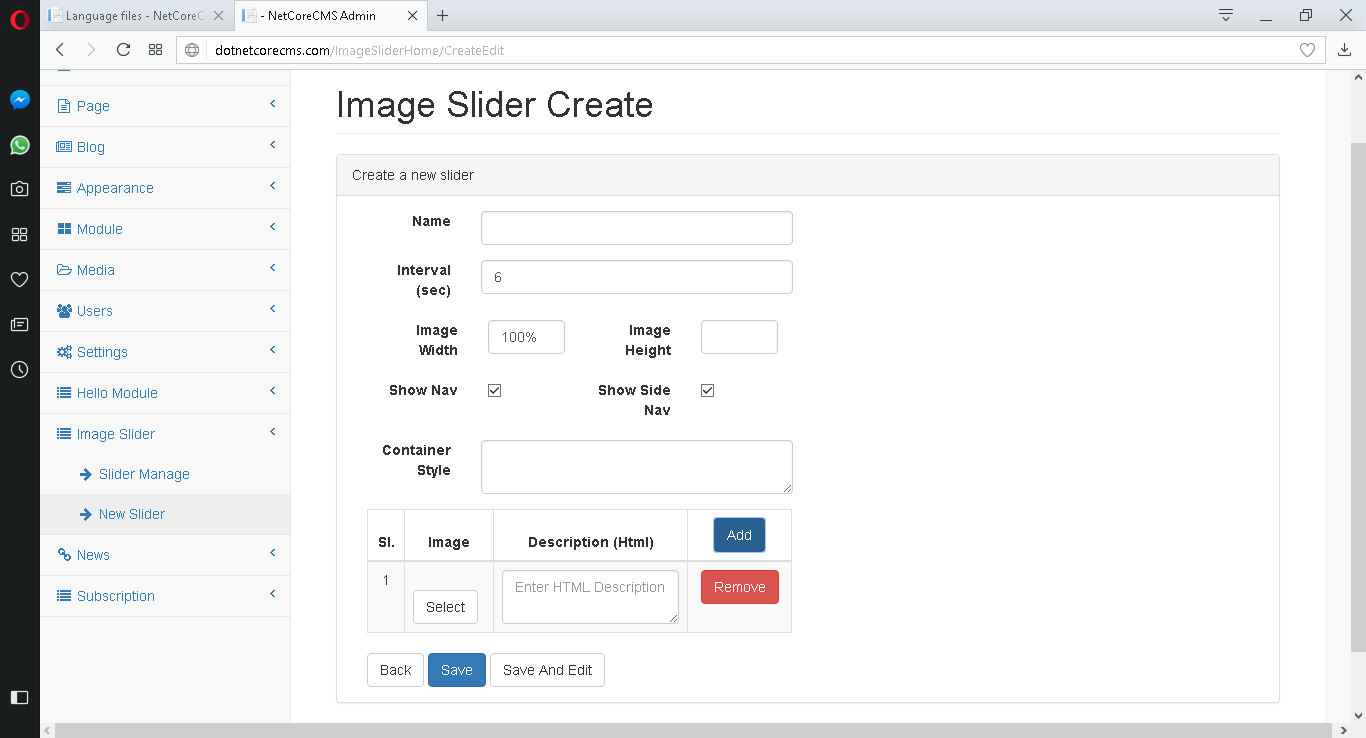 Language files - NetCoreC
- NetCoreCMS Admin
dotnetcorecms.com/ImageSliderHome/CreateEdit
Page
Blog
Appearance
Module
Media
Users
Settings
Hello Module
Image Slider
Slider Manage
New Slider
News
Subscription
Image Slider Create
Create a new slider
Name
Interval
(sec)
6
Image
Width
100%
Image
Height
Show Nav
Show Side
Nav
Container
Style
Sl.
Image
Description (Html)
Add
1
Select
Enter HTML Description
Remove
Back
Save
Save And Edit